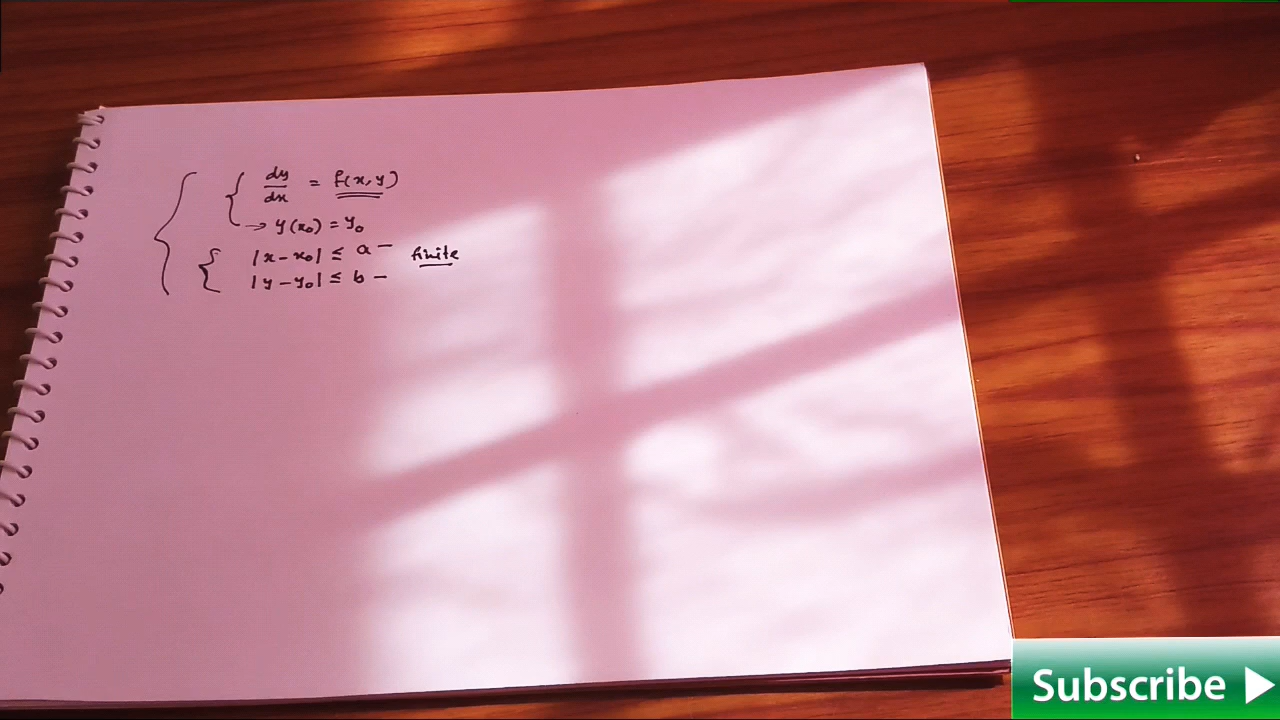 dy/dx = f(x,y)
→ y(x₀) = y₀
|x-x₀| ≤ a - finite
|y-y₀| ≤ b -
Subscribe